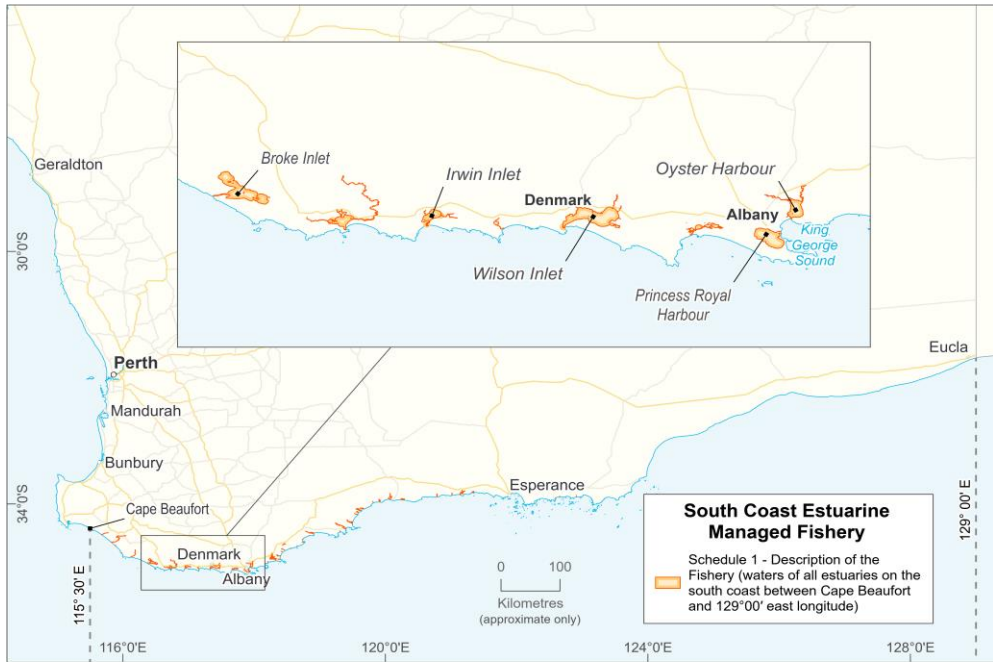 Broke Inlet
Irwin Inlet
Oyster Harbour
Denmark
Albany
King
George
Sound
Wilson Inlet
Princess Royal
Harbour
Geraldton
30°S
Perth
Mandurah
Bunbury
Cape Beaufort
34°S
Denmark
Albany
Esperance
Eucla
115° 30' E
129° 00' E
0 100
Kilometres
(approximate only)
South Coast Estuarine
Managed Fishery
Schedule 1 - Description of the
Fishery (waters of all estuaries on the
south coast between Cape Beaufort
and 129°00' east longitude)
116°0'E
120°0'E
124°0'E
128°0'E